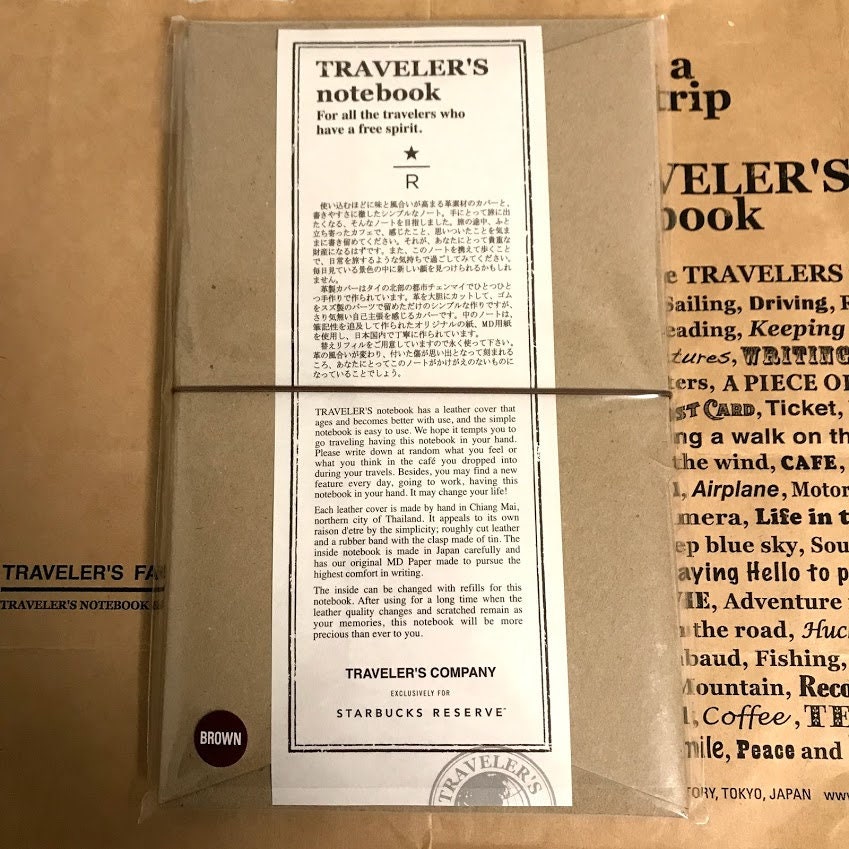 TRAVELER'S
notebook
For all the travelers who
have a free spirit.
★
R
使い込むほどに味と風合いが高まる革素材のカバーと、
書きやすさに徹したシンプルなノート。手にとって旅に出
たくなる、そんなノートを目指しました。旅の途中、ふと
立ち寄ったカフェで、感じたこと、思いついたことを気ま
まに書き留めてください。それが、あなたにとって貴重な
財産になるはずです。また、このノートを携えて歩くこと
で、日常を旅するような気持ちで過ごしてみてください。
毎日見ている景色の中に新しい顔を見つけられるかもしれ
ません。
革製カバーはタイの北部の都市チェンマイでひとつひと
つ手作りで作られています。革を大胆にカットして、ゴム
をスズ製のパーツで留めただけのシンプルな作りですが、
さり気無い自己主張を感じるカバーです。中のノートは、
筆記性を追及して作られたオリジナルの紙、MD用紙
を使用し、日本国内で丁寧に作られています。
替えリフィルをご用意していますので永く使って下さい。
革の風合いが変わり、付いた傷が思い出となって刻まれる
ころ、あなたにとってこのノートがかけがえのないものに
なっていることでしょう。
TRAVELER'S notebook has a leather cover that
ages and becomes better with use, and the simple
notebook is easy to use. We hope it tempts you to
go traveling having this notebook in your hand.
Please write down at random what you feel or
what you think in the café you dropped into
during your travels. Besides, you may find a new
feature every day, going to work, having this
notebook in your hand. It may change your life!
Each leather cover is made by hand in Chiang Mai,
northern city of Thailand. It appeals to its own
raison d'etre by the simplicity; roughly cut leather
and a rubber band with the clasp made of tin. The
inside notebook is made in Japan carefully and
has our original MD Paper made to pursue the
highest comfort in writing.
The inside can be changed with refills for this
notebook. After using for a long time when the
leather quality changes and scratched remain as
your memories, this notebook will be more
precious than ever to you.
TRAVELER'S COMPANY
EXCLUSIVELY FOR
STARBUCKS RESERVE™
BROWN
TRAVELER'S
TRAVELER'S FA
TRAVELER'S NOTEBOOK &
a
trip
VELER'S
book
e TRAVELERS
Sailing, Driving, R
eading, Keeping
tures, WRITING
ters, A PIECE OF
ST CARD, Ticket,
ng a walk on th
the wind, CAFE,
, Airplane, Motor
mera, Life in t
ep blue sky, Sou
aying Hello to p
VIE, Adventure
the road, Huc
baud, Fishing,
Mountain, Reco
l, Coffee, TE
mile, Peace and
TORY, TOKYO, JAPAN www